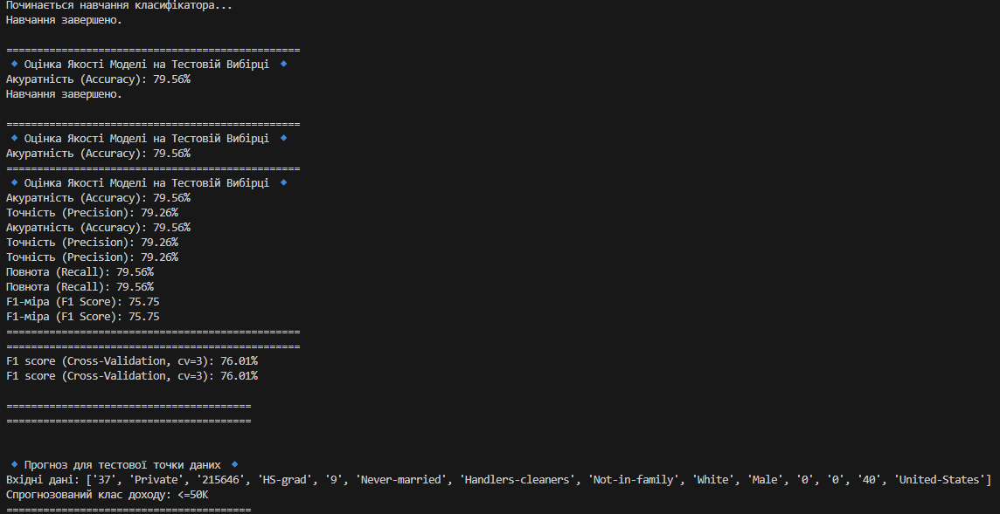 Починається навчання класифікатора...
Навчання завершено.
================================================
🔹 Оцінка Якості Моделі на Тестовій Вибірці 🔹
Акуратність (Accuracy): 79.56%
Навчання завершено.
================================================
🔹 Оцінка Якості Моделі на Тестовій Вибірці 🔹
Акуратність (Accuracy): 79.56%
================================================
🔹 Оцінка Якості Моделі на Тестовій Вибірці 🔹
Акуратність (Accuracy): 79.56%
Точність (Precision): 79.26%
Акуратність (Accuracy): 79.56%
Точність (Precision): 79.26%
Точність (Precision): 79.26%
Повнота (Recall): 79.56%
Повнота (Recall): 79.56%
F1-міра (F1 Score): 75.75
F1-міра (F1 Score): 75.75
================================================
================================================
F1 score (Cross-Validation, cv=3): 76.01%
F1 score (Cross-Validation, cv=3): 76.01%
========================================
========================================
🔹 Прогноз для тестової точки даних 🔹
Вхідні дані: ['37', 'Private', '215646', 'HS-grad', '9', 'Never-married', 'Handlers-cleaners', 'Not-in-family', 'White', 'Male', '0', '0', '40', 'United-States']
Спрогнозований клас доходу: <=50K
========================================